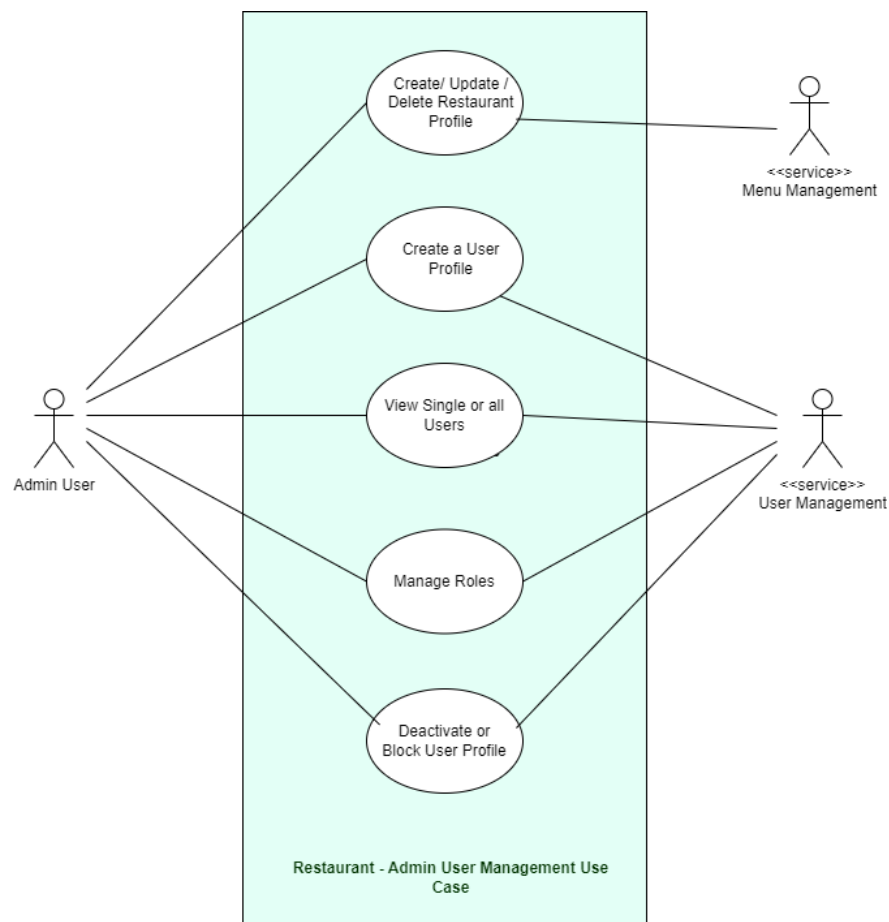 Create/ Update /
Delete Restaurant
Profile
<<service>>
Menu Management
Create a User
Profile
View Single or all
Users
Admin User
<<service>>
User Management
Manage Roles
Deactivate or
Block User Profile
Restaurant - Admin User Management Use
Case